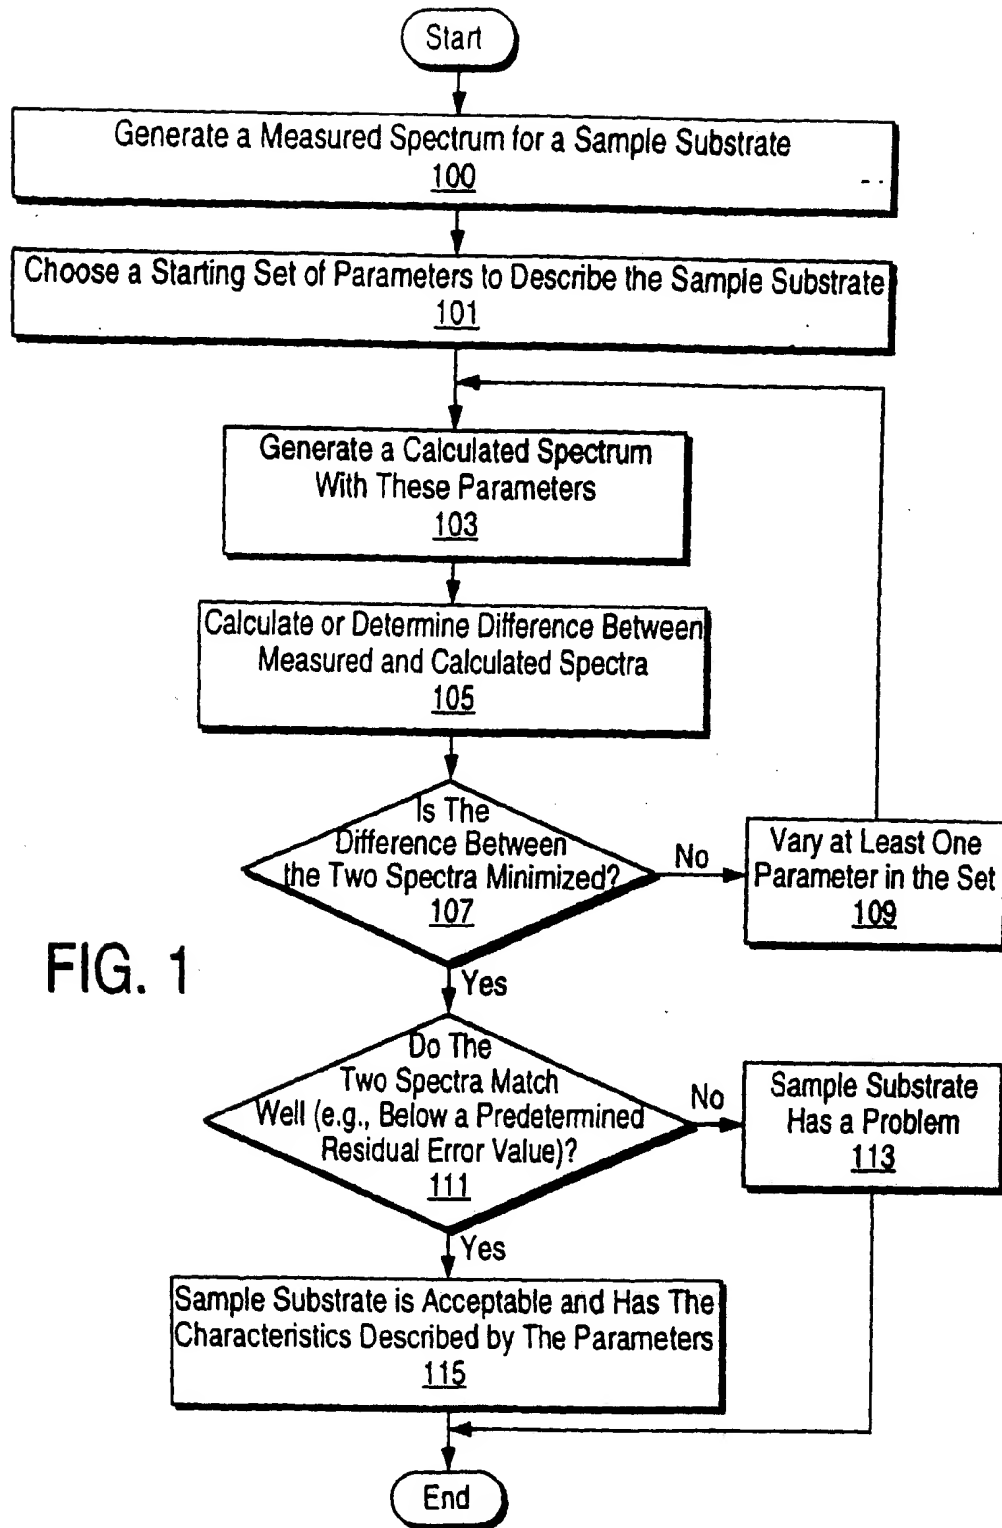 Start
Generate a Measured Spectrum for a Sample Substrate
100
Choose a Starting Set of Parameters to Describe the Sample Substrate
101
Generate a Calculated Spectrum
With These Parameters
103
Calculate or Determine Difference Between
Measured and Calculated Spectra
105
Is The
Difference Between
the Two Spectra Minimized?
107
No
Vary at Least One
Parameter in the Set
109
FIG. 1
Yes
Do The
Two Spectra Match
Well (e.g., Below a Predetermined
Residual Error Value)?
111
No
Sample Substrate
Has a Problem
113
Yes
Sample Substrate is Acceptable and Has The
Characteristics Described by The Parameters
115
End